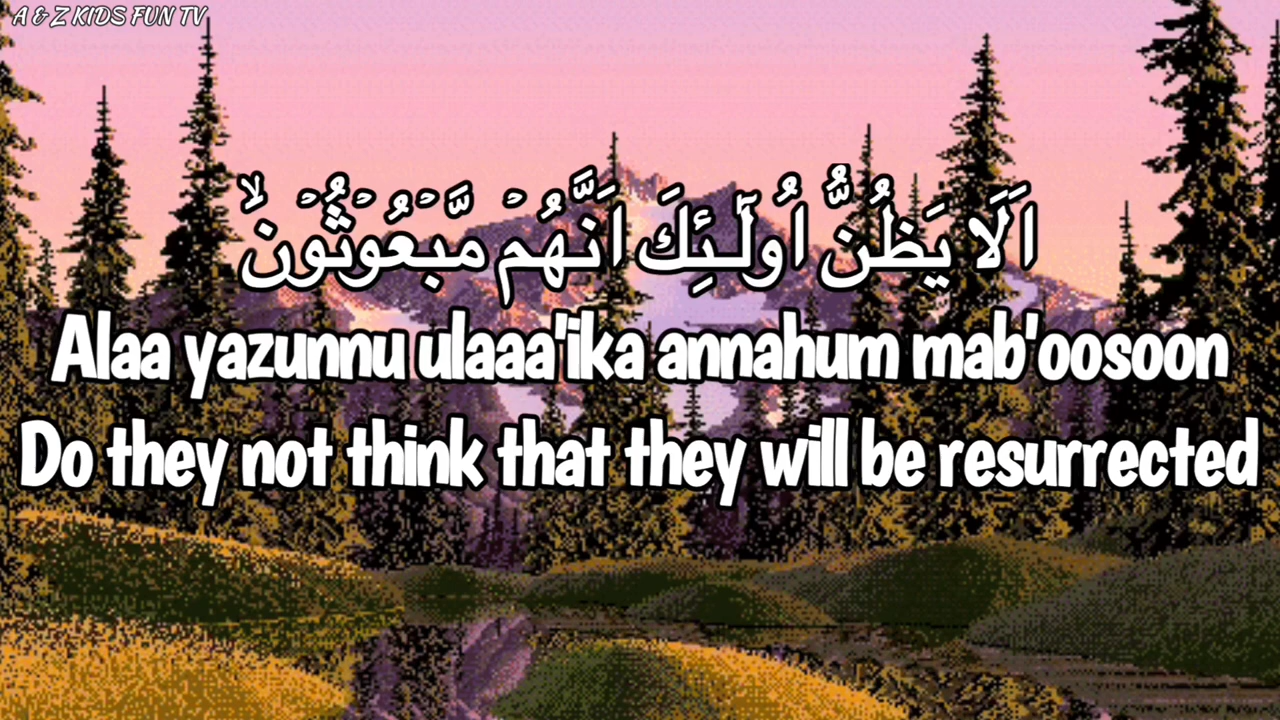 A & Z KIDS FUN TV
اَلَا يَظُنُّ اُولٰٓـئِكَ اَنَّهُمۡ مَّبۡعُوۡثُوۡنَۙ
Alaa yazunnu ulaaa'ika annahum mab'oosoon
Do they not think that they will be resurrected